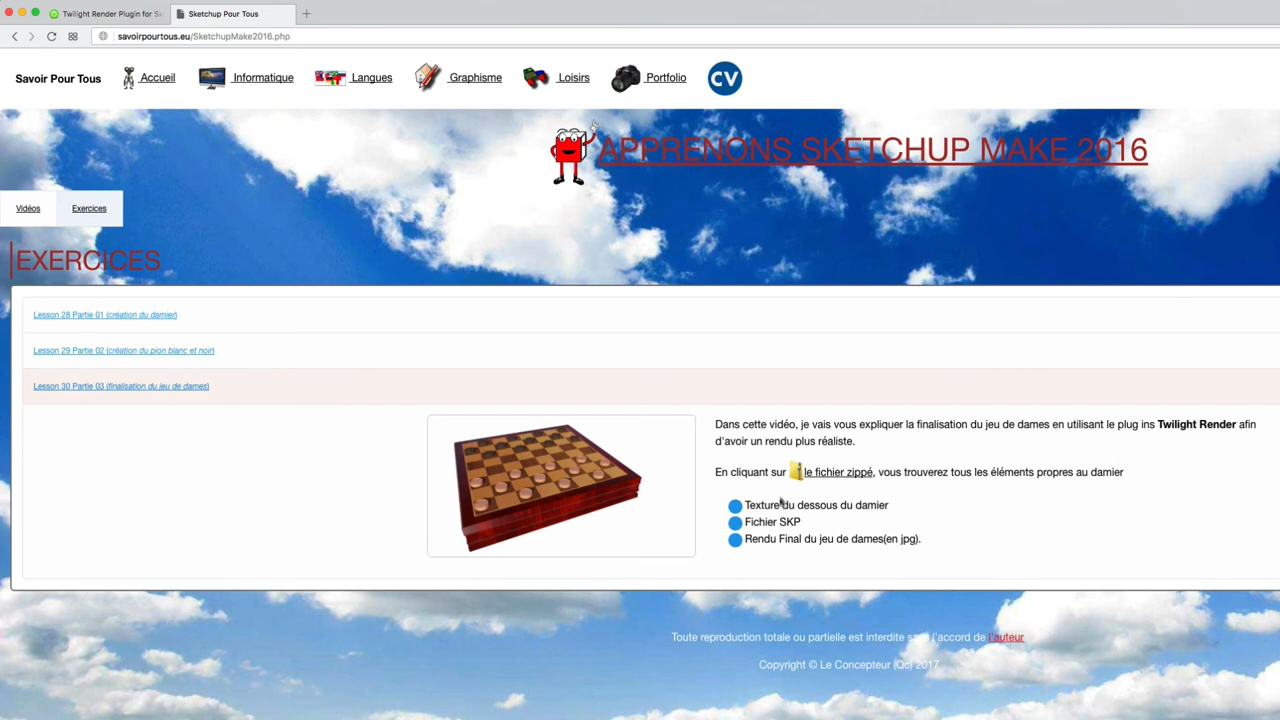 Twilight Render Plugin for Sk
Sketchup Pour Tous
savoirpourtous.eu/SketchupMake2016.php
Savoir Pour Tous Accueil Informatique Langues Graphisme Loisirs Portfolio CV
APPRENONS SKETCHUP MAKE 2016
Vidéos Exercices
EXERCICES
Lesson 28 Partie 01 (création du damier)
Lesson 29 Partie 02 (création du pion blanc et noir)
Lesson 30 Partie 03 (finalisation du jeu de dames)
Dans cette vidéo, je vais vous expliquer la finalisation du jeu de dames en utilisant le plug ins Twilight Render afin
d'avoir un rendu plus réaliste.
En cliquant sur le fichier zippé, vous trouverez tous les éléments propres au damier
Texture du dessous du damier
Fichier SKP
Rendu Final du jeu de dames(en jpg).
Toute reproduction totale ou partielle est interdite sans l'accord de l'auteur
Copyright © Le Concepteur (Qc) 2017